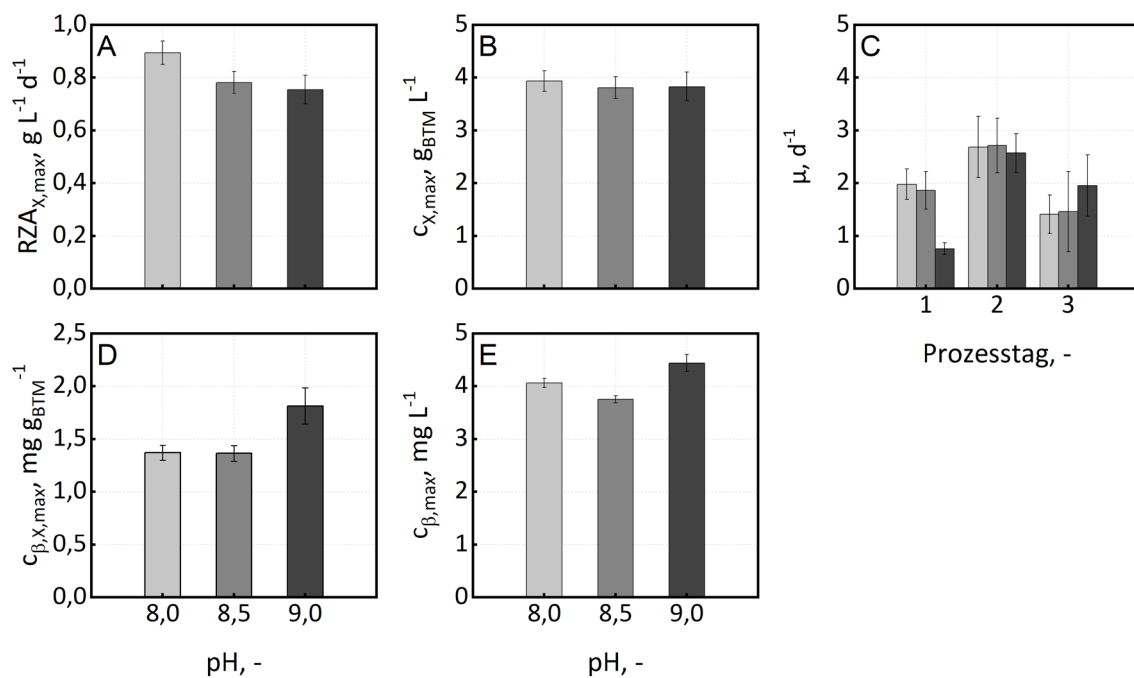 A
RZA_X,max, g L⁻¹ d⁻¹
1,0
0,8
0,6
0,4
0,2
0,0
B
c_X,max, g_BTM L⁻¹
5
4
3
2
1
0
C
µ, d⁻¹
5
4
3
2
1
0
1 2 3
Prozesstag, -
D
c_β,X,max, mg g_BTM⁻¹
2,5
2,0
1,5
1,0
0,5
0,0
8,0 8,5 9,0
pH, -
E
c_β,max, mg L⁻¹
5
4
3
2
1
0
8,0 8,5 9,0
pH, -